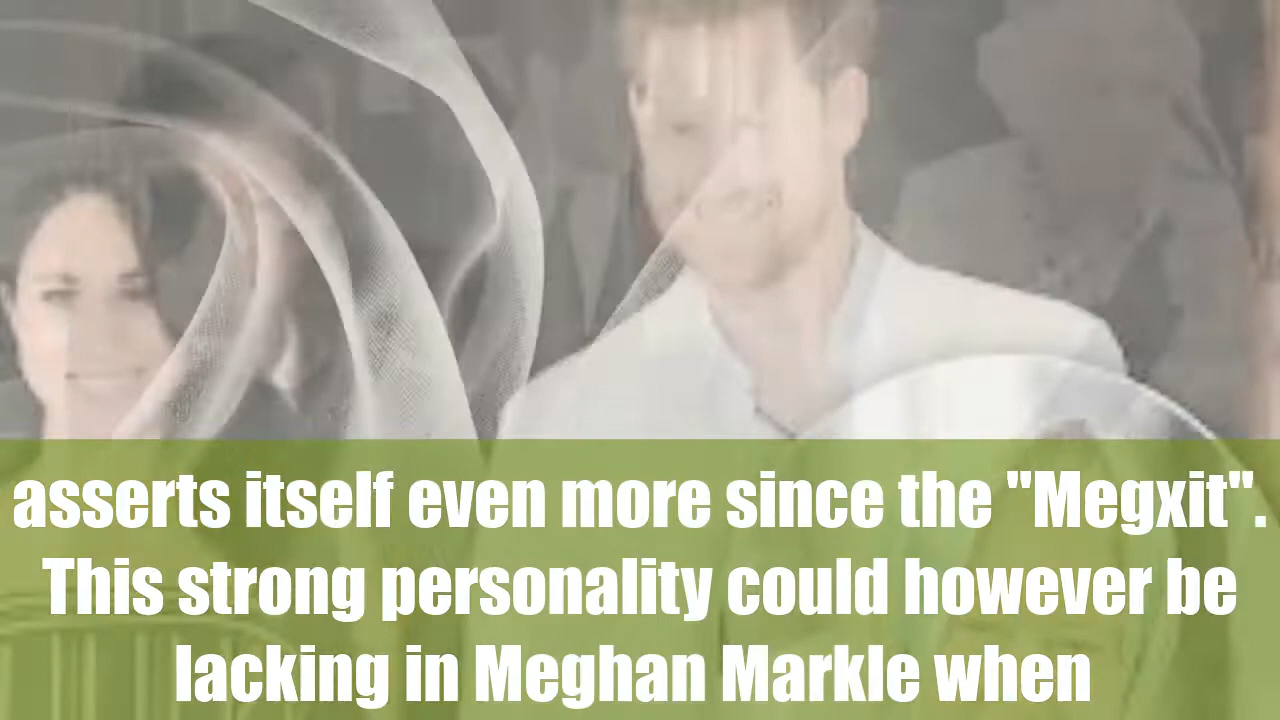 asserts itself even more since the "Megxit".
This strong personality could however be
lacking in Meghan Markle when